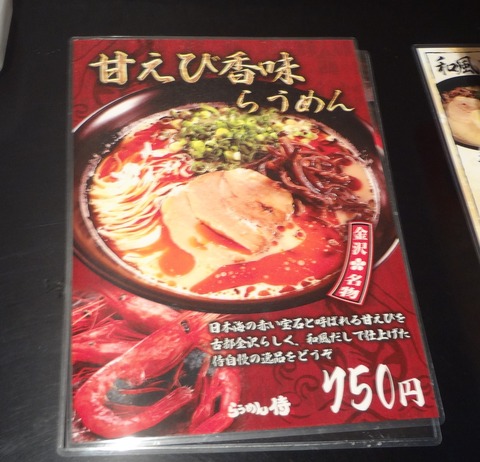 甘えび香味
らうめん
金沢名物
日本海の赤い宝石と呼ばれる甘えびを
古都金沢らしく、和風だしで仕上げた
侍自慢の逸品をどうぞ
750円
らうめん侍
和風